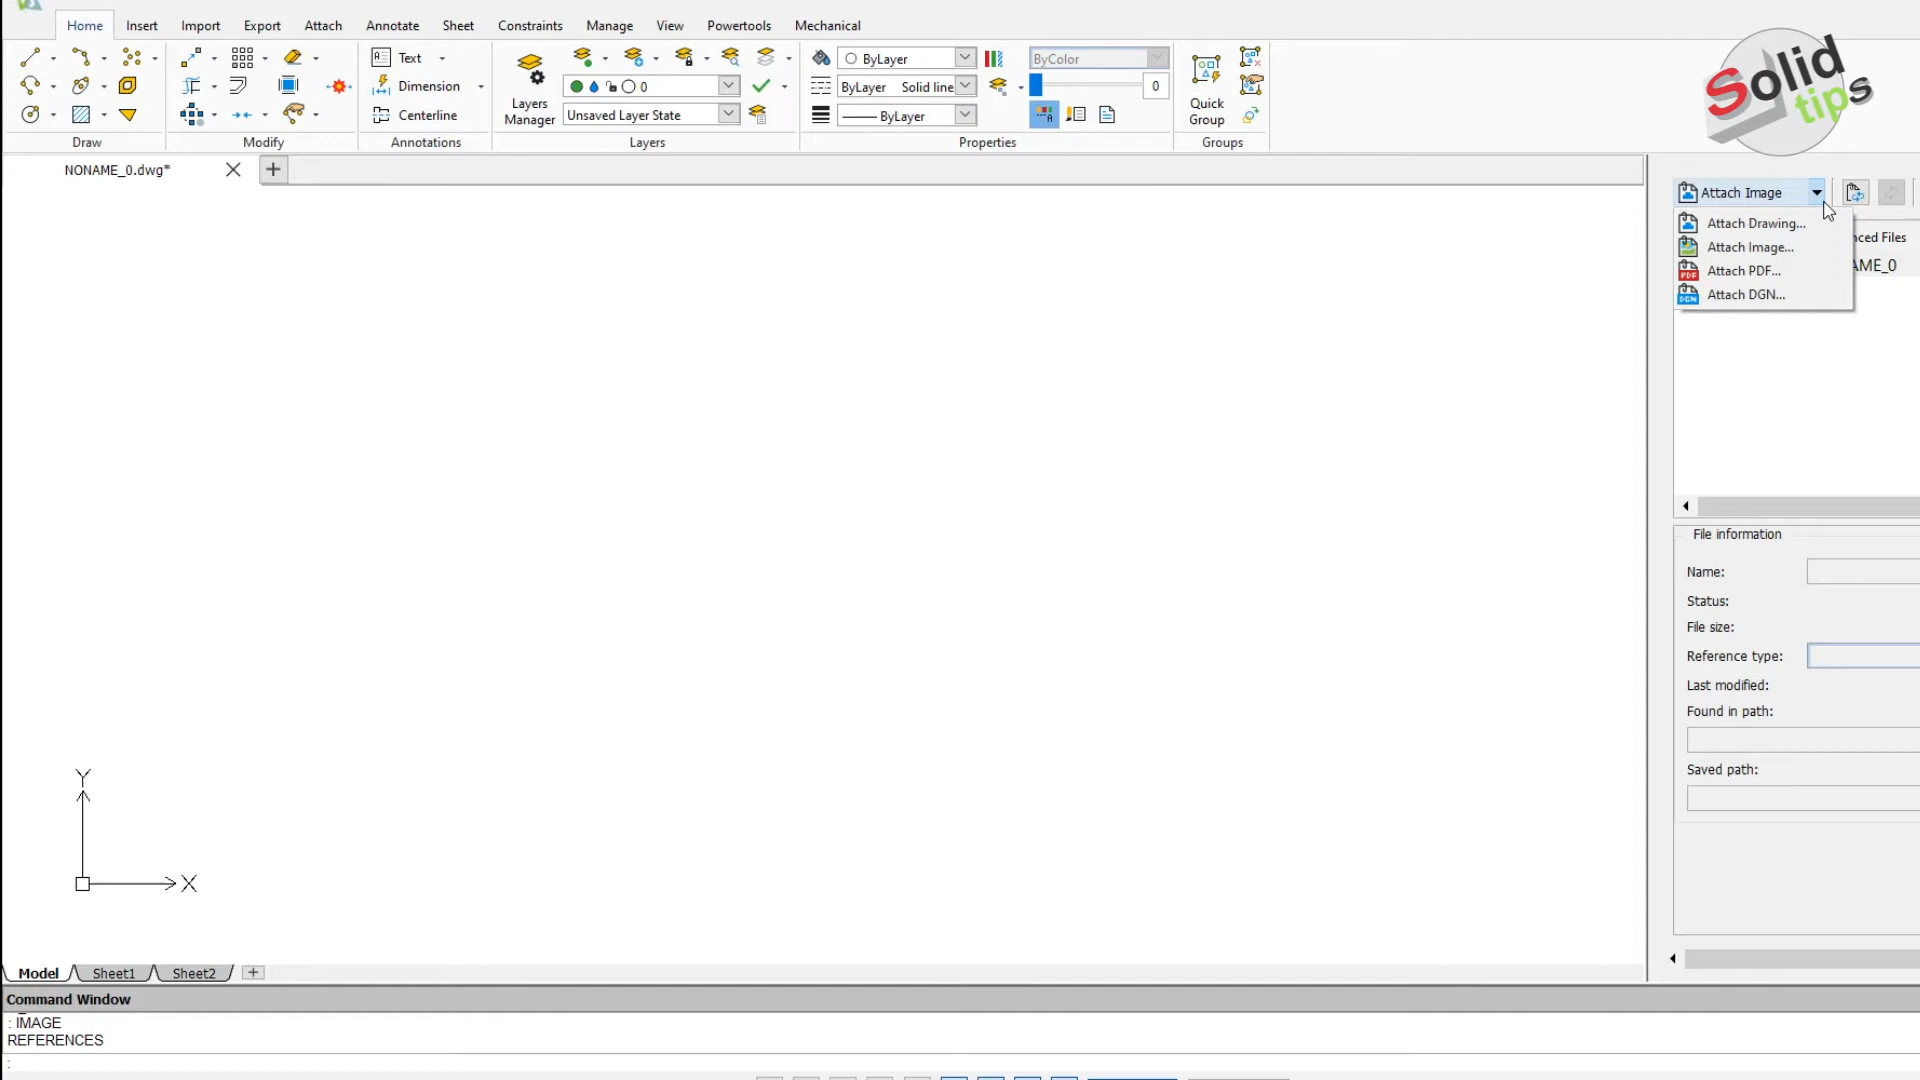 Home Insert Import Export Attach Annotate Sheet Constraints Manage View Powertools Mechanical
Solid tips
Text
ByLayer
ByColor
Dimension
0
ByLayer Solid line
0
Layers Manager
Quick Group
Centerline
Unsaved Layer State
ByLayer
Draw Modify Annotations Layers Properties Groups
NONAME_0.dwg*
Attach Image
Attach Drawing...
Attach Image...
Attach PDF...
Attach DGN...
PDF
DGN
nced Files
AME_0
File information
Name:
Status:
File size:
Reference type:
Last modified:
Found in path:
Saved path:
Y
X
Model Sheet1 Sheet2
Command Window
: IMAGE
REFERENCES
: